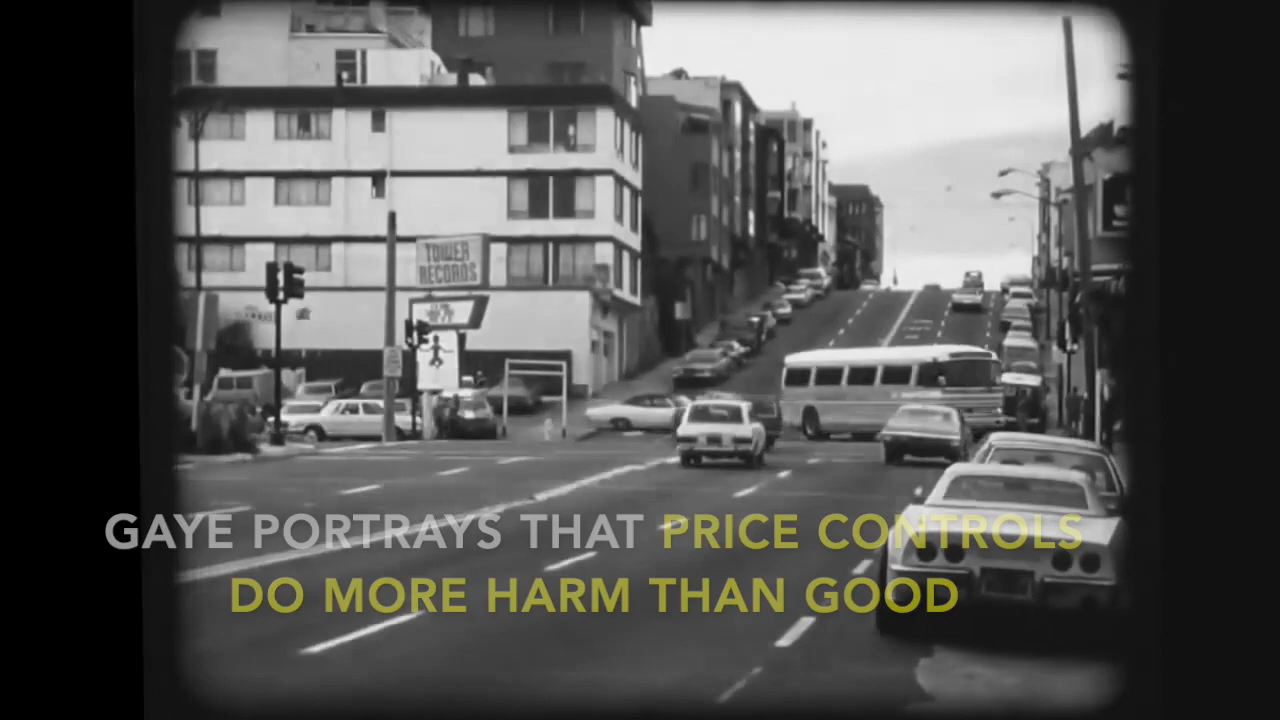 TOWER
RECORDS
GAYE PORTRAYS THAT PRICE CONTROLS
DO MORE HARM THAN GOOD